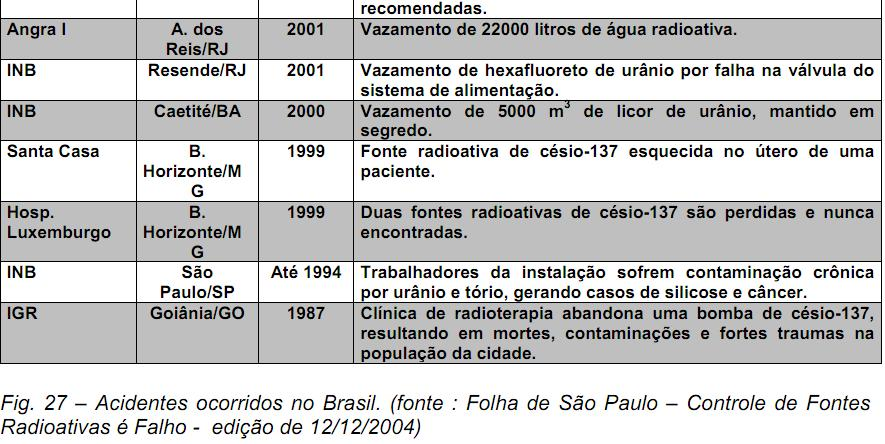 recomendadas.
Angra I A. dos 2001 Vazamento de 22000 litros de água radioativa.
Reis/RJ
INB Resende/RJ 2001 Vazamento de hexafluoreto de urânio por falha na válvula do
sistema de alimentação.
INB Caetité/BA 2000 Vazamento de 5000 m³ de licor de urânio, mantido em
segredo.
Santa Casa B. 1999 Fonte radioativa de césio-137 esquecida no útero de uma
Horizonte/M paciente.
G
Hosp. B. 1999 Duas fontes radioativas de césio-137 são perdidas e nunca
Luxemburgo Horizonte/M encontradas.
G
INB São Até 1994 Trabalhadores da instalação sofrem contaminação crônica
Paulo/SP por urânio e tório, gerando casos de silicose e câncer.
IGR Goiânia/GO 1987 Clínica de radioterapia abandona uma bomba de césio-137,
resultando em mortes, contaminações e fortes traumas na
população da cidade.
Fig. 27 – Acidentes ocorridos no Brasil. (fonte : Folha de São Paulo – Controle de Fontes
Radioativas é Falho - edição de 12/12/2004)